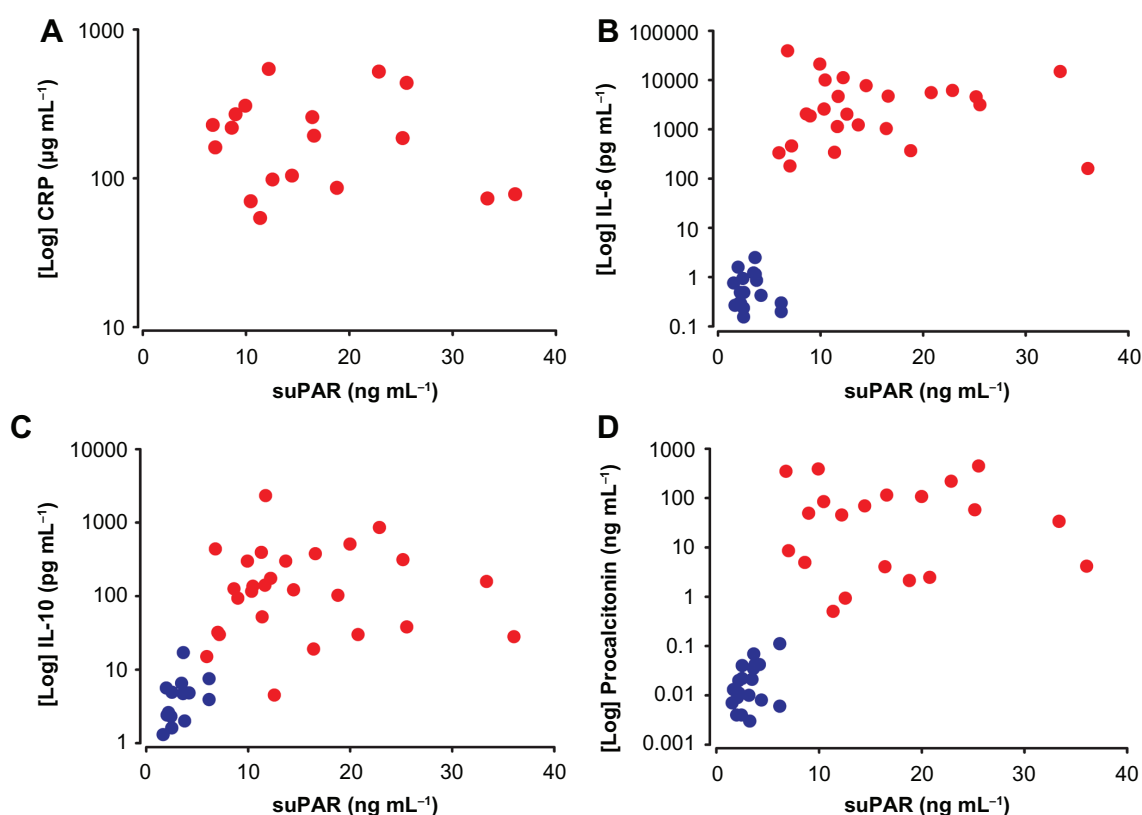 A
[Log] CRP (µg mL⁻¹)
1000
100
10
0 10 20 30 40
suPAR (ng mL⁻¹)
B
[Log] IL-6 (pg mL⁻¹)
100000
10000
1000
100
10
1
0.1
0 10 20 30 40
suPAR (ng mL⁻¹)
C
[Log] IL-10 (pg mL⁻¹)
10000
1000
100
10
1
0 10 20 30 40
suPAR (ng mL⁻¹)
D
[Log] Procalcitonin (ng mL⁻¹)
1000
100
10
1
0.1
0.01
0.001
0 10 20 30 40
suPAR (ng mL⁻¹)